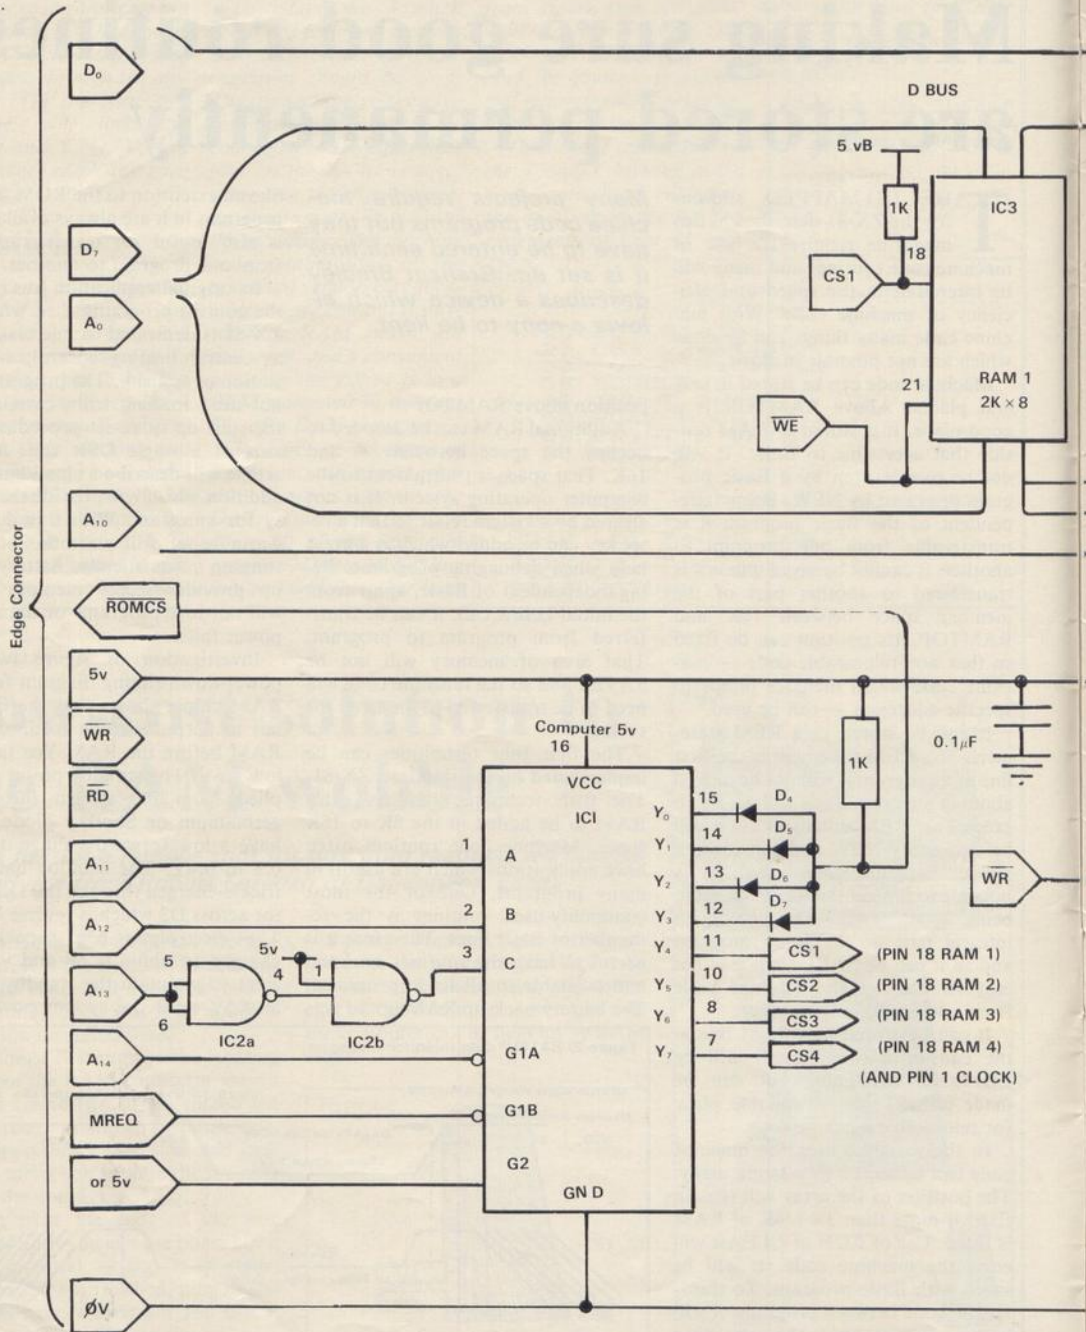 D₀
D BUS
5 vB
1K
IC3
D₇
18
CS1
A₀
RAM 1
2K × 8
21
WE
A₁₀
Edge Connector
ROMCS
5v
Computer 5v
16
0.1µF
W̅R̅
1K
VCC
ICI
R̅D̅
15
Y₀
D₄
14
Y₁
D₅
A₁₁
1
A
13
Y₂
D₆
W̅R̅
12
Y₃
D₇
A₁₂
2
B
11
Y₄
CS1
(PIN 18 RAM 1)
5v
3
C
10
Y₅
CS2
(PIN 18 RAM 2)
A₁₃
5
4
1
6
8
Y₆
CS3
(PIN 18 RAM 3)
IC2a
IC2b
7
Y₇
CS4
(PIN 18 RAM 4)
(AND PIN 1 CLOCK)
A₁₄
G1A
MREQ
G1B
or 5v
G2
GND
ØV